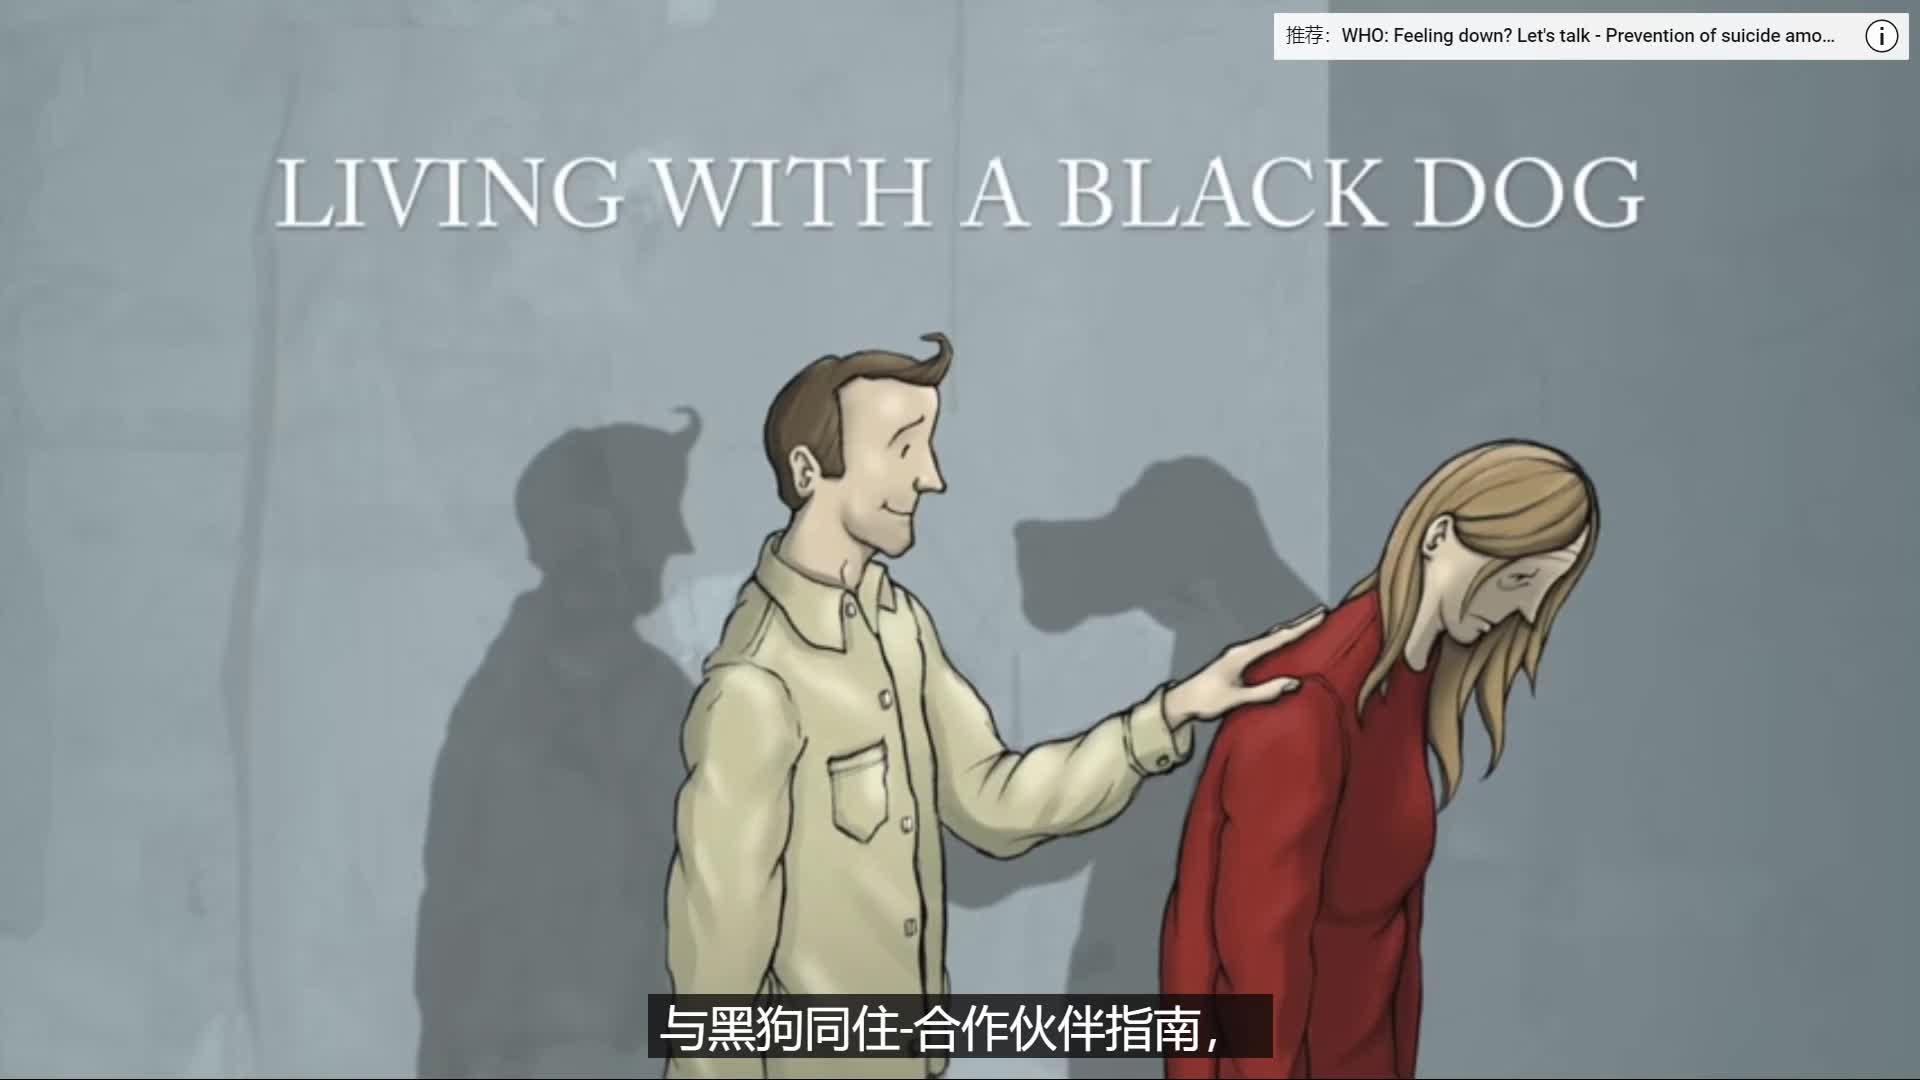 推荐：WHO: Feeling down? Let's talk - Prevention of suicide amo...
LIVING WITH A BLACK DOG
与黑狗同住-合作伙伴指南，